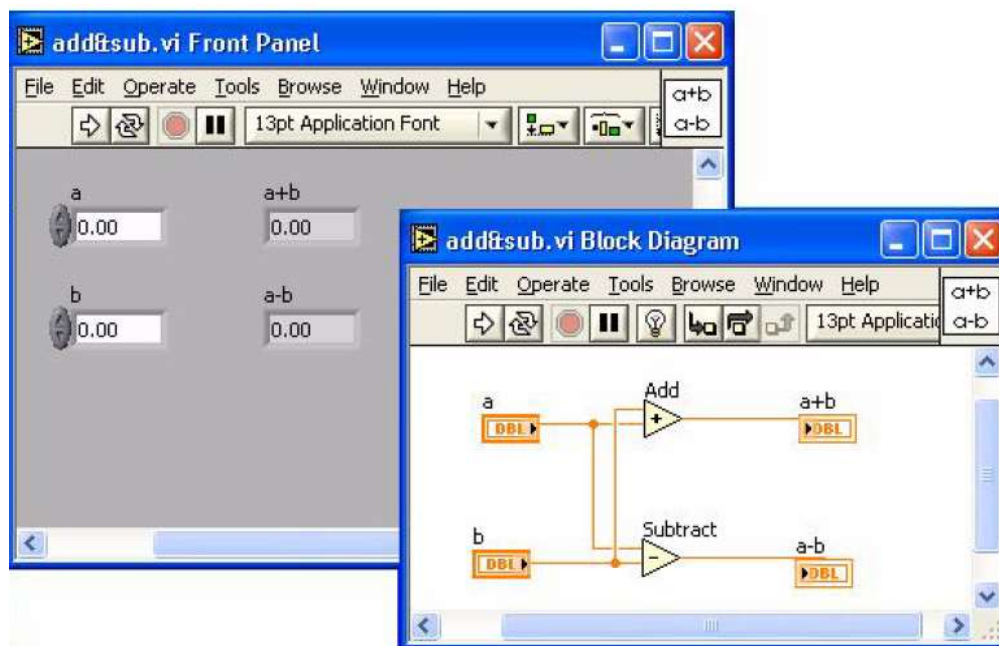 add&sub.vi Front Panel
File Edit Operate Tools Browse Window Help
13pt Application Font
a+b
a-b
a
0.00
a+b
0.00
b
0.00
a-b
0.00
add&sub.vi Block Diagram
File Edit Operate Tools Browse Window Help
13pt Applicatio
a+b
a-b
a
DBL
Add
+
a+b
DBL
b
DBL
Subtract
-
a-b
DBL